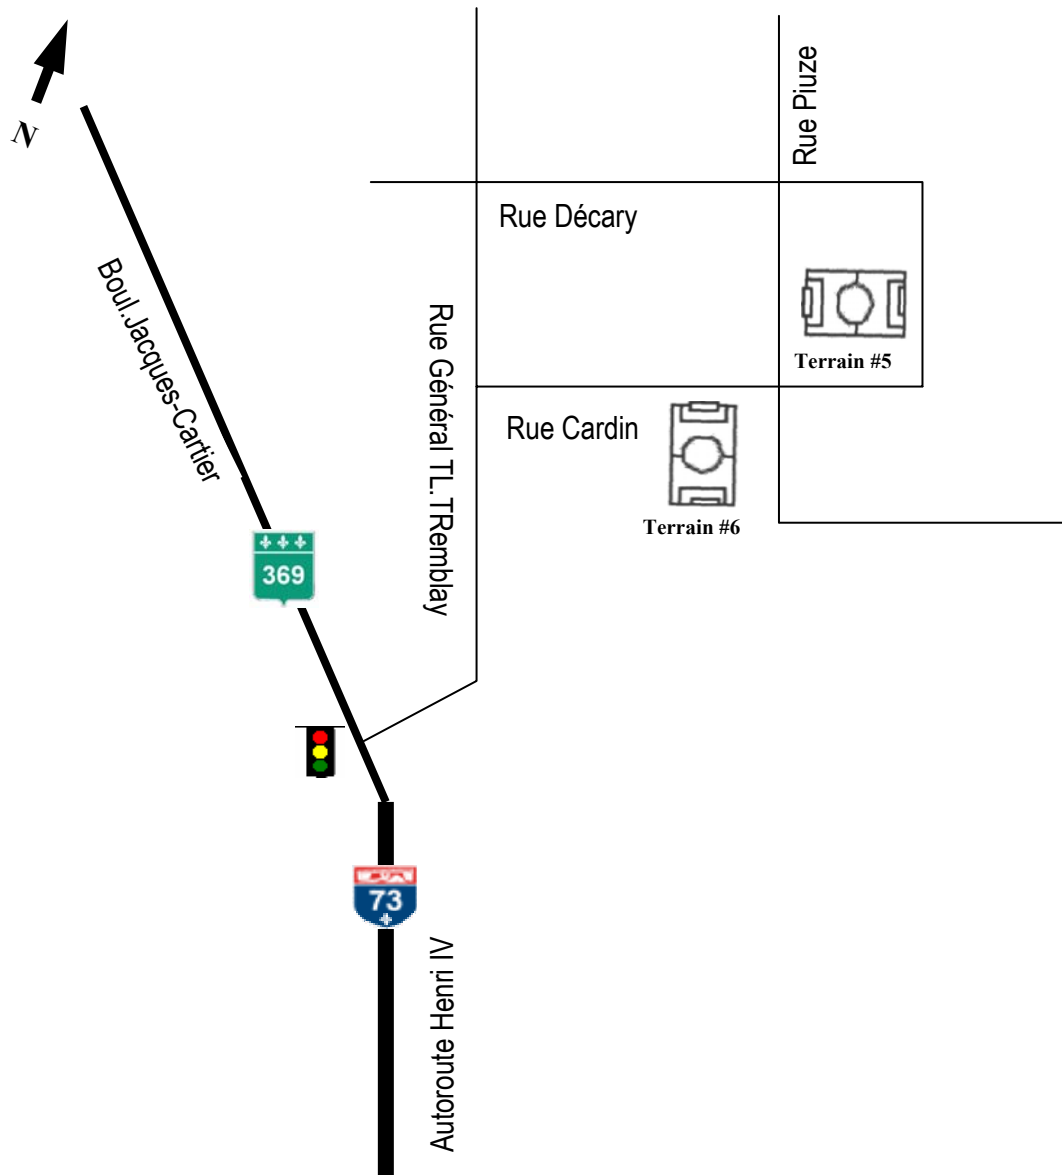 N
Rue Piuze
Rue Décary
Boul.Jacques-Cartier
Rue Général TL.TRemblay
Terrain #5
Rue Cardin
Terrain #6
369
73
Autoroute Henri IV